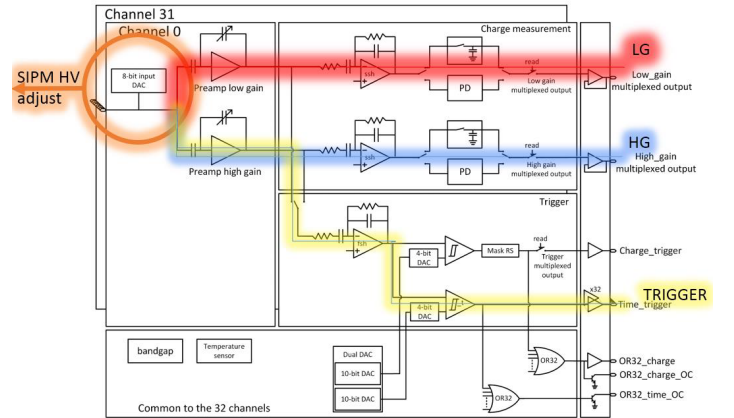 Channel 31
Channel 0
Charge measurement
LG
SIPM HV
adjust
8-bit input
DAC
Preamp low gain
ssh
PD
read
Low gain
multiplexed output
Low_gain
multiplexed output
HG
Preamp high gain
ssh
PD
read
High gain
multiplexed output
High_gain
multiplexed output
Trigger
fsh
4-bit
DAC
Mask RS
read
Trigger
multiplexed
output
Charge_trigger
4-bit
DAC
x32
TRIGGER
Time_trigger
bandgap
Temperature
sensor
Dual DAC
10-bit DAC
10-bit DAC
OR32
OR32
OR32_charge
OR32_charge_OC
OR32_time_OC
Common to the 32 channels